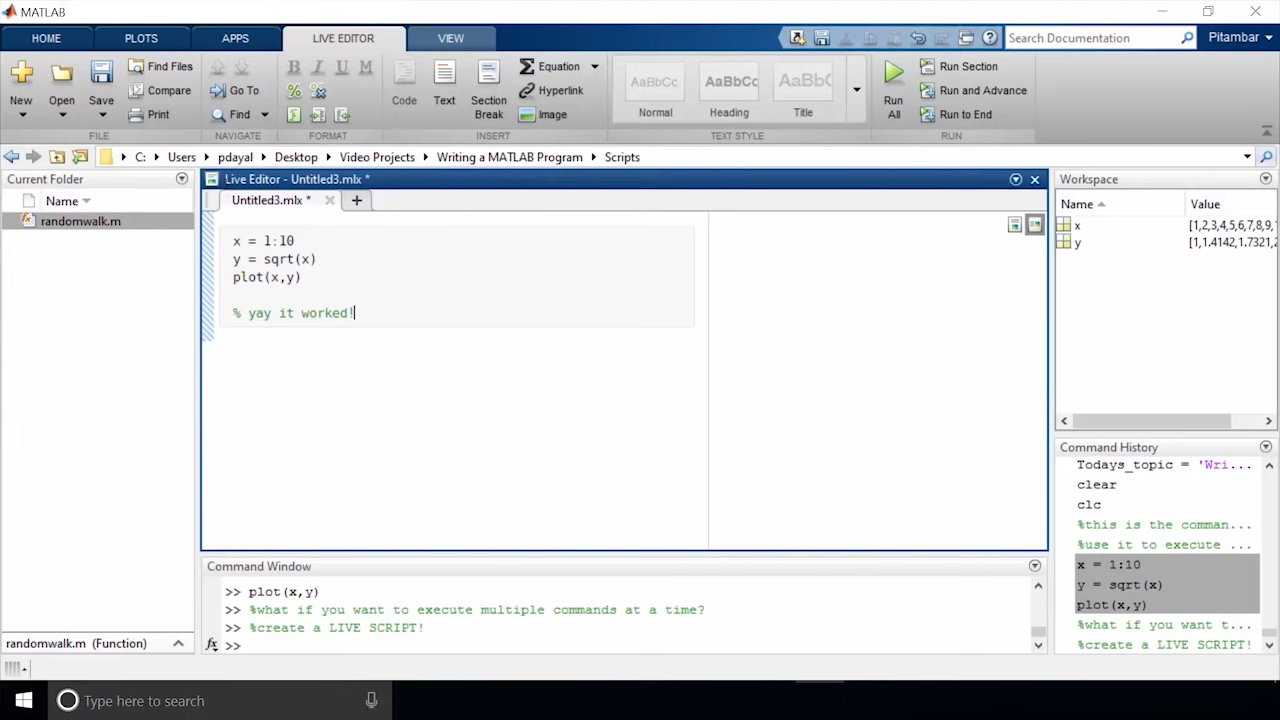 MATLAB
HOME PLOTS APPS LIVE EDITOR VIEW Search Documentation Pitambar
New Open Save Find Files Compare Print
FILE
Go To Find
NAVIGATE
B I U M
FORMAT
Code Text Section Break Equation Hyperlink Image
INSERT
AaBbCc AaBbCc AaBb(
Normal Heading Title
TEXT STYLE
Run All Run Section Run and Advance Run to End
RUN
C: Users pdayal Desktop Video Projects Writing a MATLAB Program Scripts
Current Folder
Name
randomwalk.m
randomwalk.m (Function)
Live Editor - Untitled3.mlx *
Untitled3.mlx * +
x = 1:10
y = sqrt(x)
plot(x,y)
% yay it worked!
Command Window
>> plot(x,y)
>> %what if you want to execute multiple commands at a time?
>> %create a LIVE SCRIPT!
fx >>
Workspace
Name Value
x [1,2,3,4,5,6,7,8,9,
y [1,1.4142,1.7321,2
Command History
Todays_topic = 'Wri...
clear
clc
%this is the comman...
%use it to execute ...
x = 1:10
y = sqrt(x)
plot(x,y)
%what if you want t...
%create a LIVE SCRIPT!
Type here to search